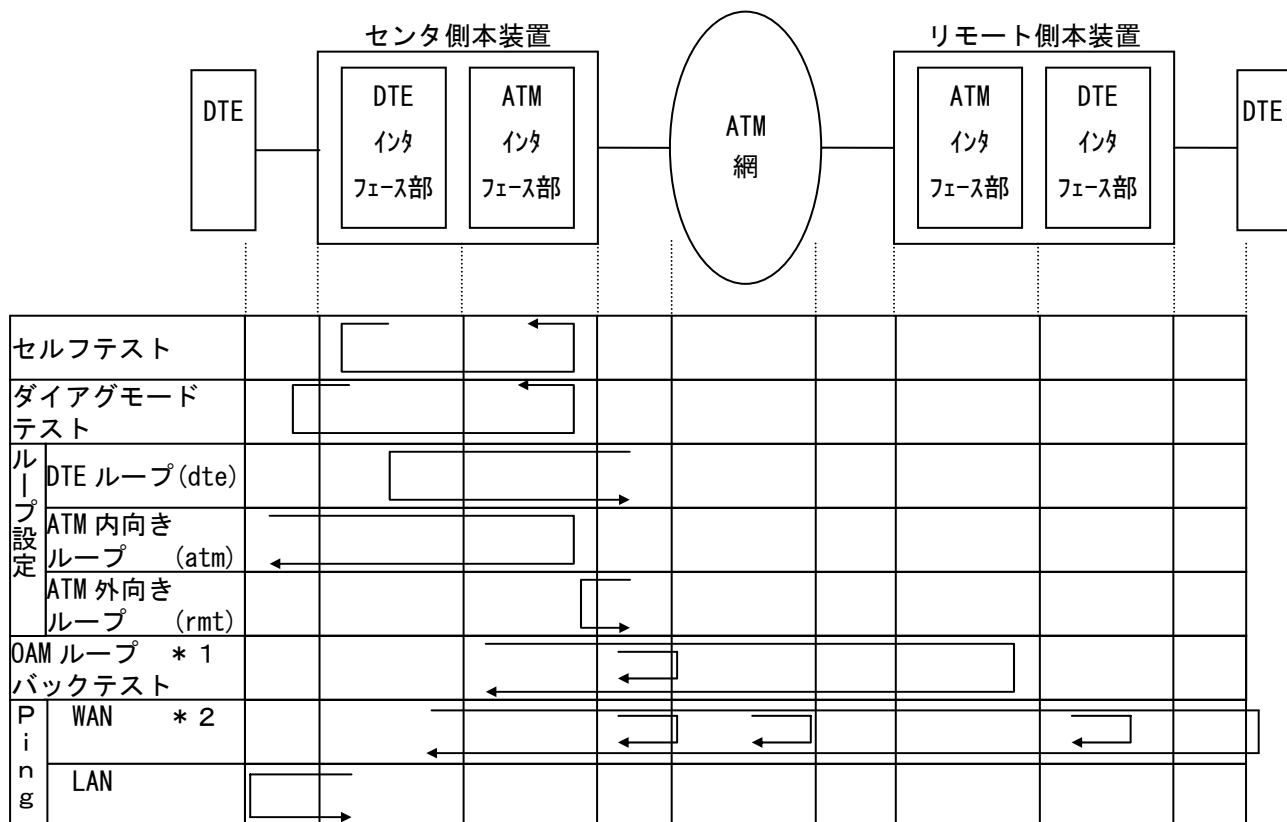 センタ側本装置
リモート側本装置
DTE
DTE
インタ
フェース部
ATM
インタ
フェース部
ATM
網
ATM
インタ
フェース部
DTE
インタ
フェース部
DTE
セルフテスト
ダイアグモード
テスト
ループ設定
DTE ループ(dte)
ATM 内向き
ループ (atm)
ATM 外向き
ループ (rmt)
OAM ループ *1
バックテスト
Ping
WAN *2
LAN